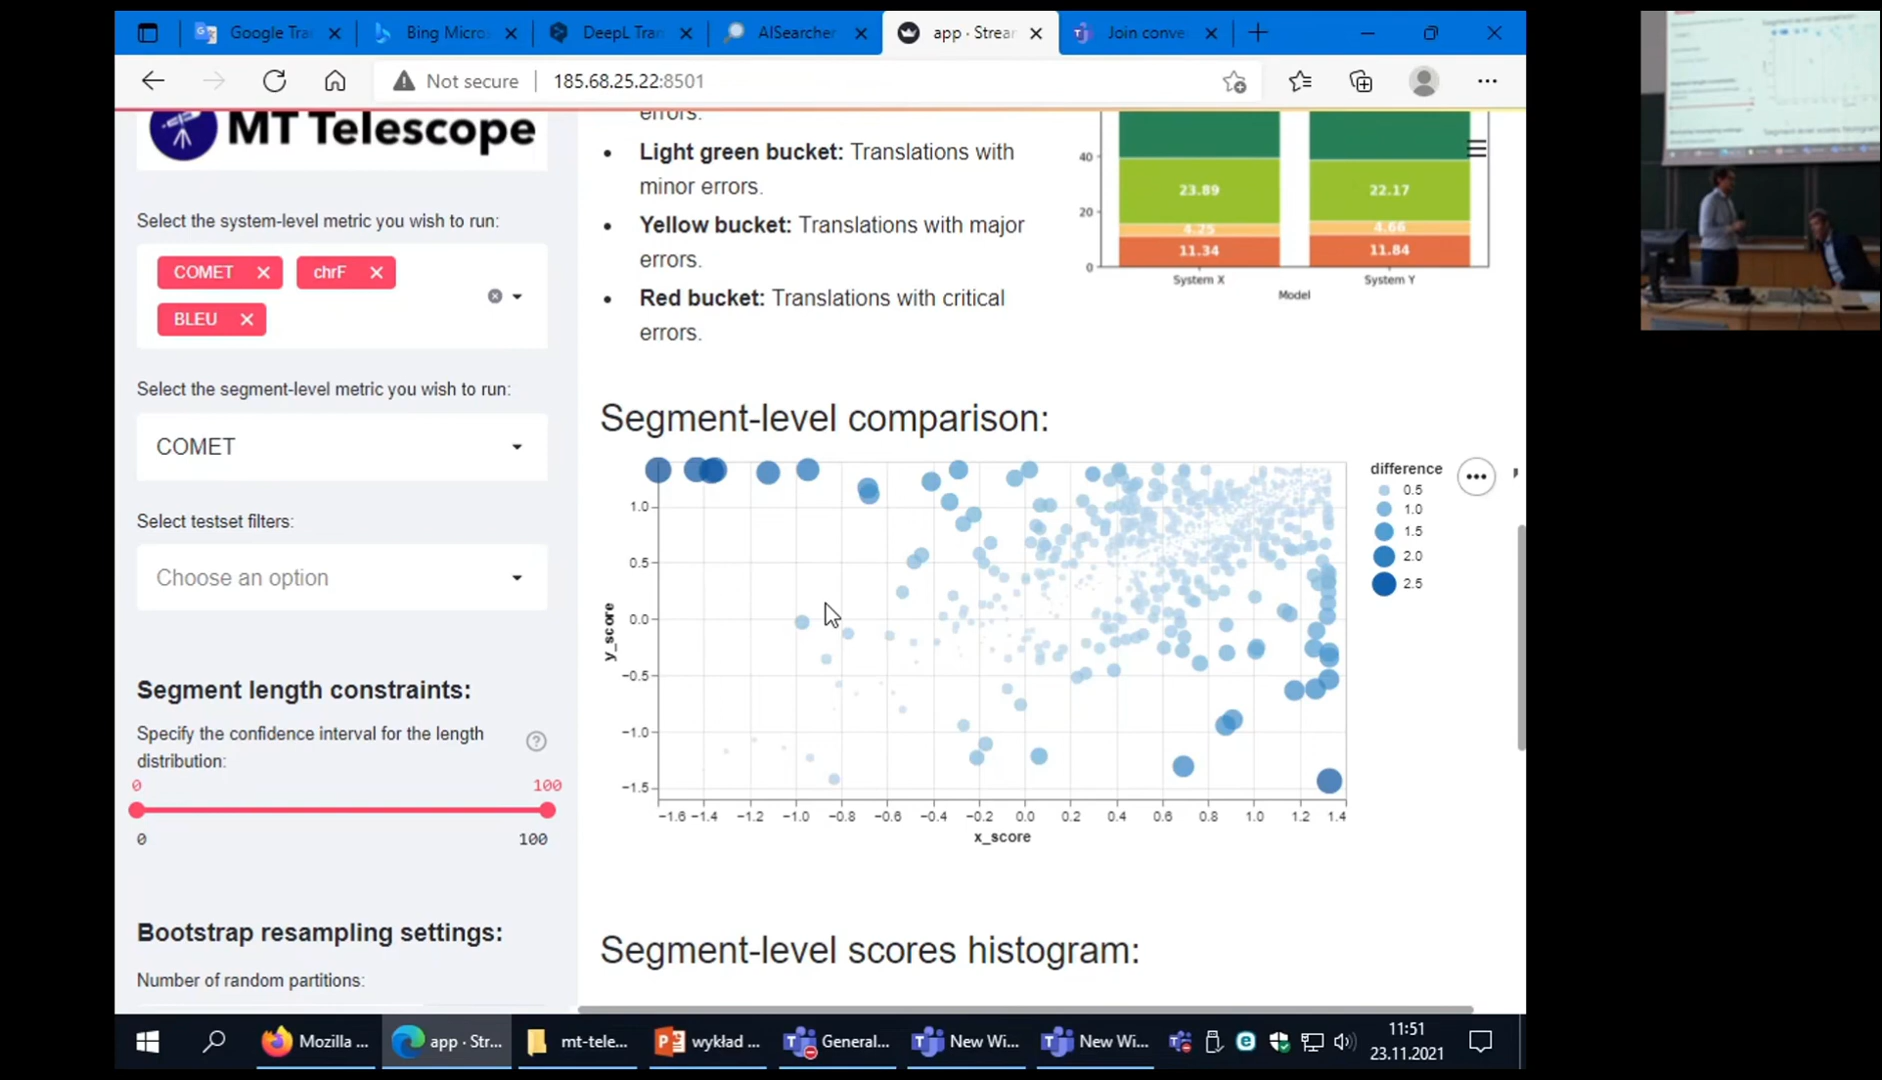 Google Tra
Bing Micros
DeepL Tran
AISearcher
app · Strear
Join conve
Not secure
185.68.25.22:8501
MT Telescope
Select the system-level metric you wish to run:
COMET
chrF
BLEU
Select the segment-level metric you wish to run:
COMET
Select testset filters:
Choose an option
Segment length constraints:
Specify the confidence interval for the length
distribution:
0
100
0
100
Bootstrap resampling settings:
Number of random partitions:
errors.
• Light green bucket: Translations with
minor errors.
• Yellow bucket: Translations with major
errors.
• Red bucket: Translations with critical
errors.
40
20
0
23.89
22.17
4.25
4.66
11.34
11.84
System X
System Y
Model
Segment-level comparison:
1.0
0.5
0.0
−0.5
−1.0
−1.5
y_score
−1.6 −1.4 −1.2 −1.0 −0.8 −0.6 −0.4 −0.2 0.0 0.2 0.4 0.6 0.8 1.0 1.2 1.4
x_score
difference
0.5
1.0
1.5
2.0
2.5
Segment-level scores histogram:
Mozilla ...
app · Str...
mt-tele...
wykład ...
General...
New Wi...
New Wi...
11:51
23.11.2021